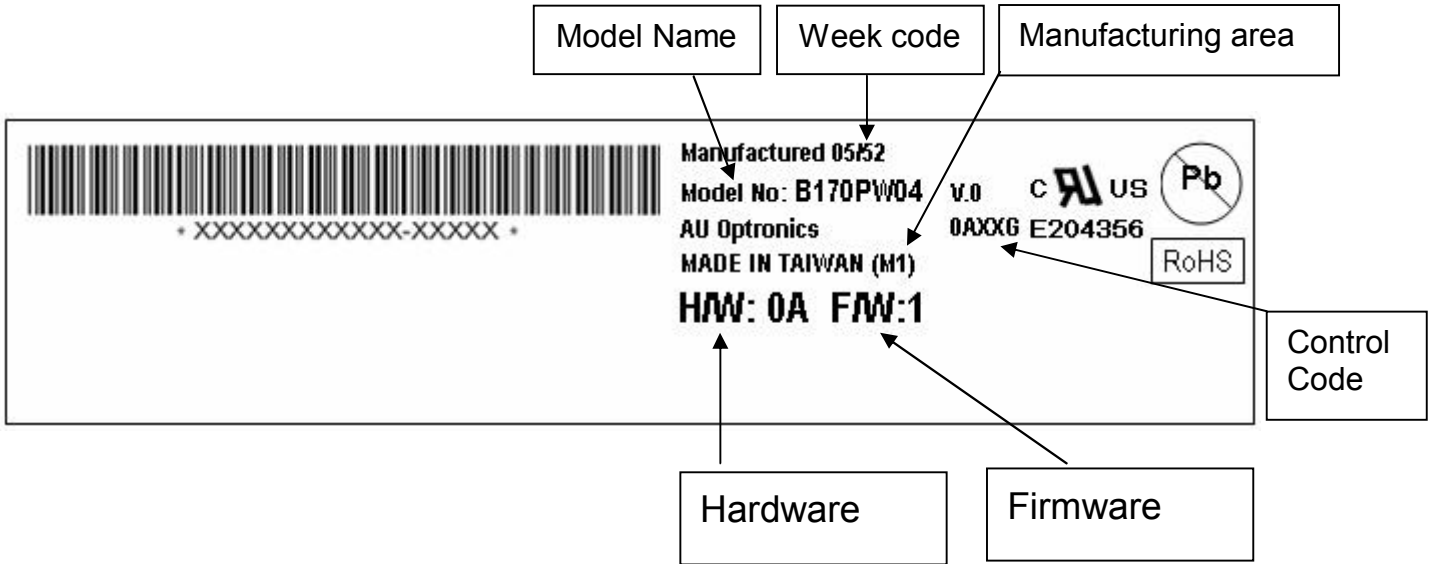 Model Name
Week code
Manufacturing area
Manufactured 05/52
Model No: B170PW04 V.0
AU Optronics 0AXXG
MADE IN TAIWAN (M1)
H/W: 0A F/W:1
* XXXXXXXXXXXX-XXXXX *
C RU US
E204356
Pb
RoHS
Control
Code
Hardware
Firmware